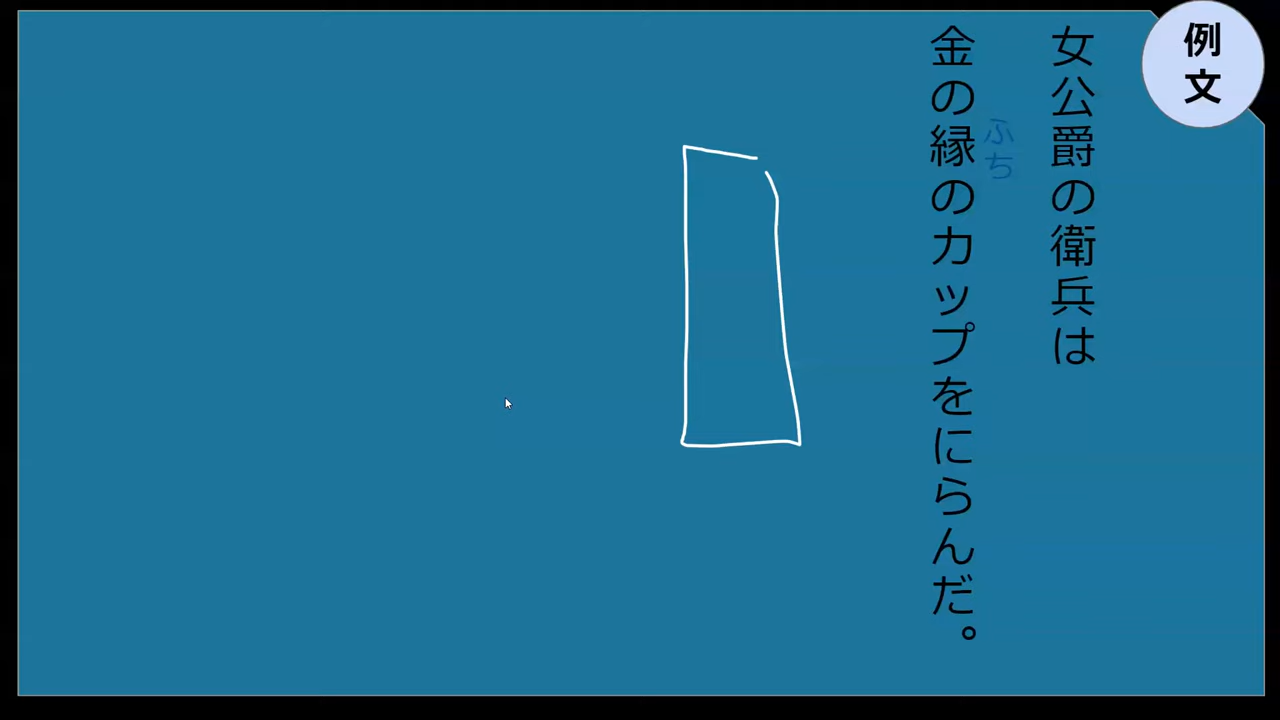 例文
女公爵の衛兵は
金の縁のカップをにらんだ。
ふち